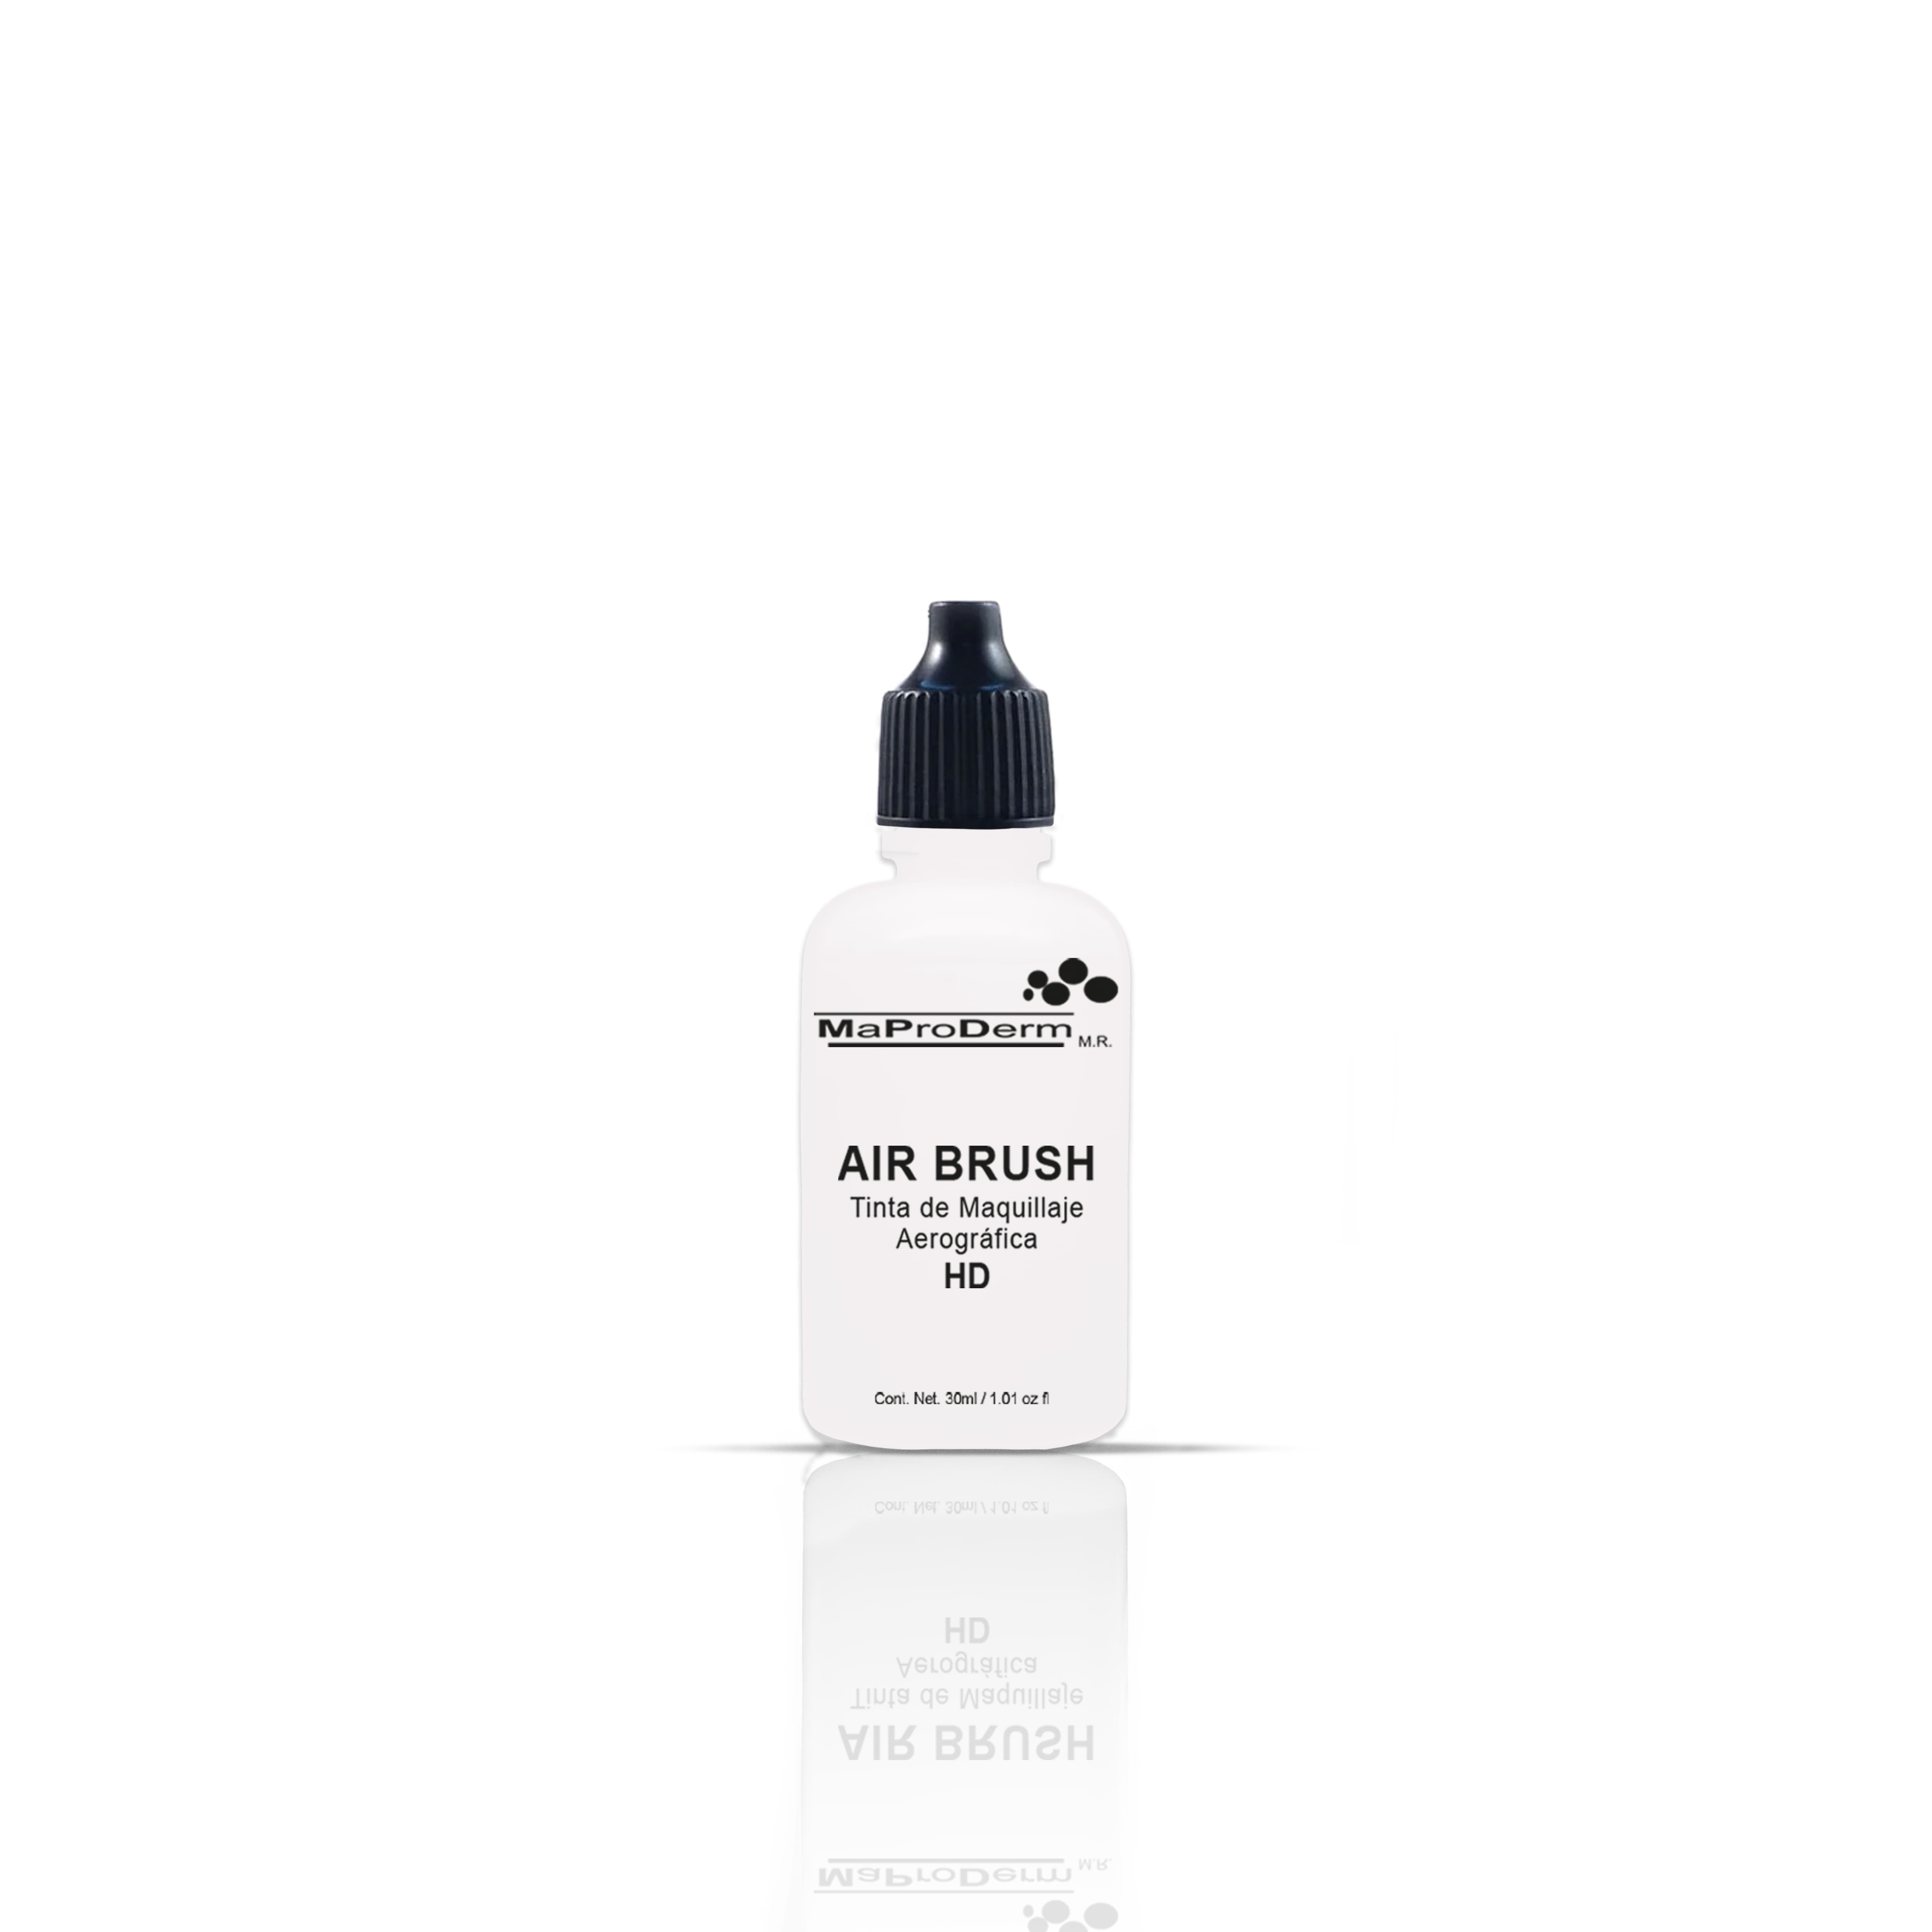 MaProDerm M.R.
AIR BRUSH
Tinta de Maquillaje
Aerográfica
HD
Cont. Net. 30ml / 1.01 oz fl